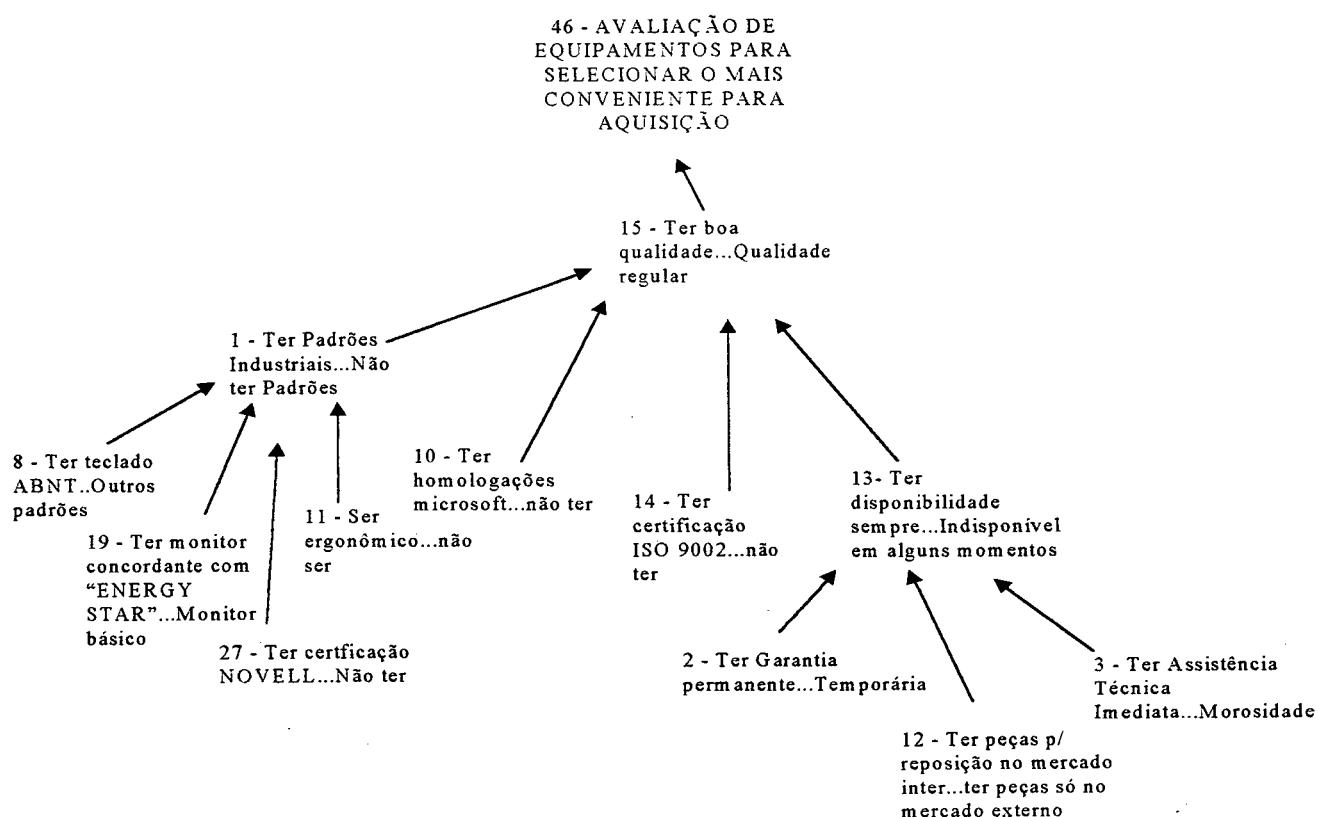 46 - AVALIAÇÃO DE
EQUIPAMENTOS PARA
SELECIONAR O MAIS
CONVENIENTE PARA
AQUISIÇÃO
15 - Ter boa
qualidade...Qualidade
regular
1 - Ter Padrões
Industriais...Não
ter Padrões
8 - Ter teclado
ABNT..Outros
padrões
19 - Ter monitor
concordante com
“ENERGY
STAR”...Monitor
básico
27 - Ter certficação
NOVELL...Não ter
11 - Ser
ergonômico...não
ser
10 - Ter
homologações
microsoft...não ter
14 - Ter
certificação
ISO 9002...não
ter
13- Ter
disponibilidade
sempre...Indisponível
em alguns momentos
2 - Ter Garantia
permanente...Temporária
12 - Ter peças p/
reposição no mercado
inter...ter peças só no
mercado externo
3 - Ter Assistência
Técnica
Imediata...Morosidade